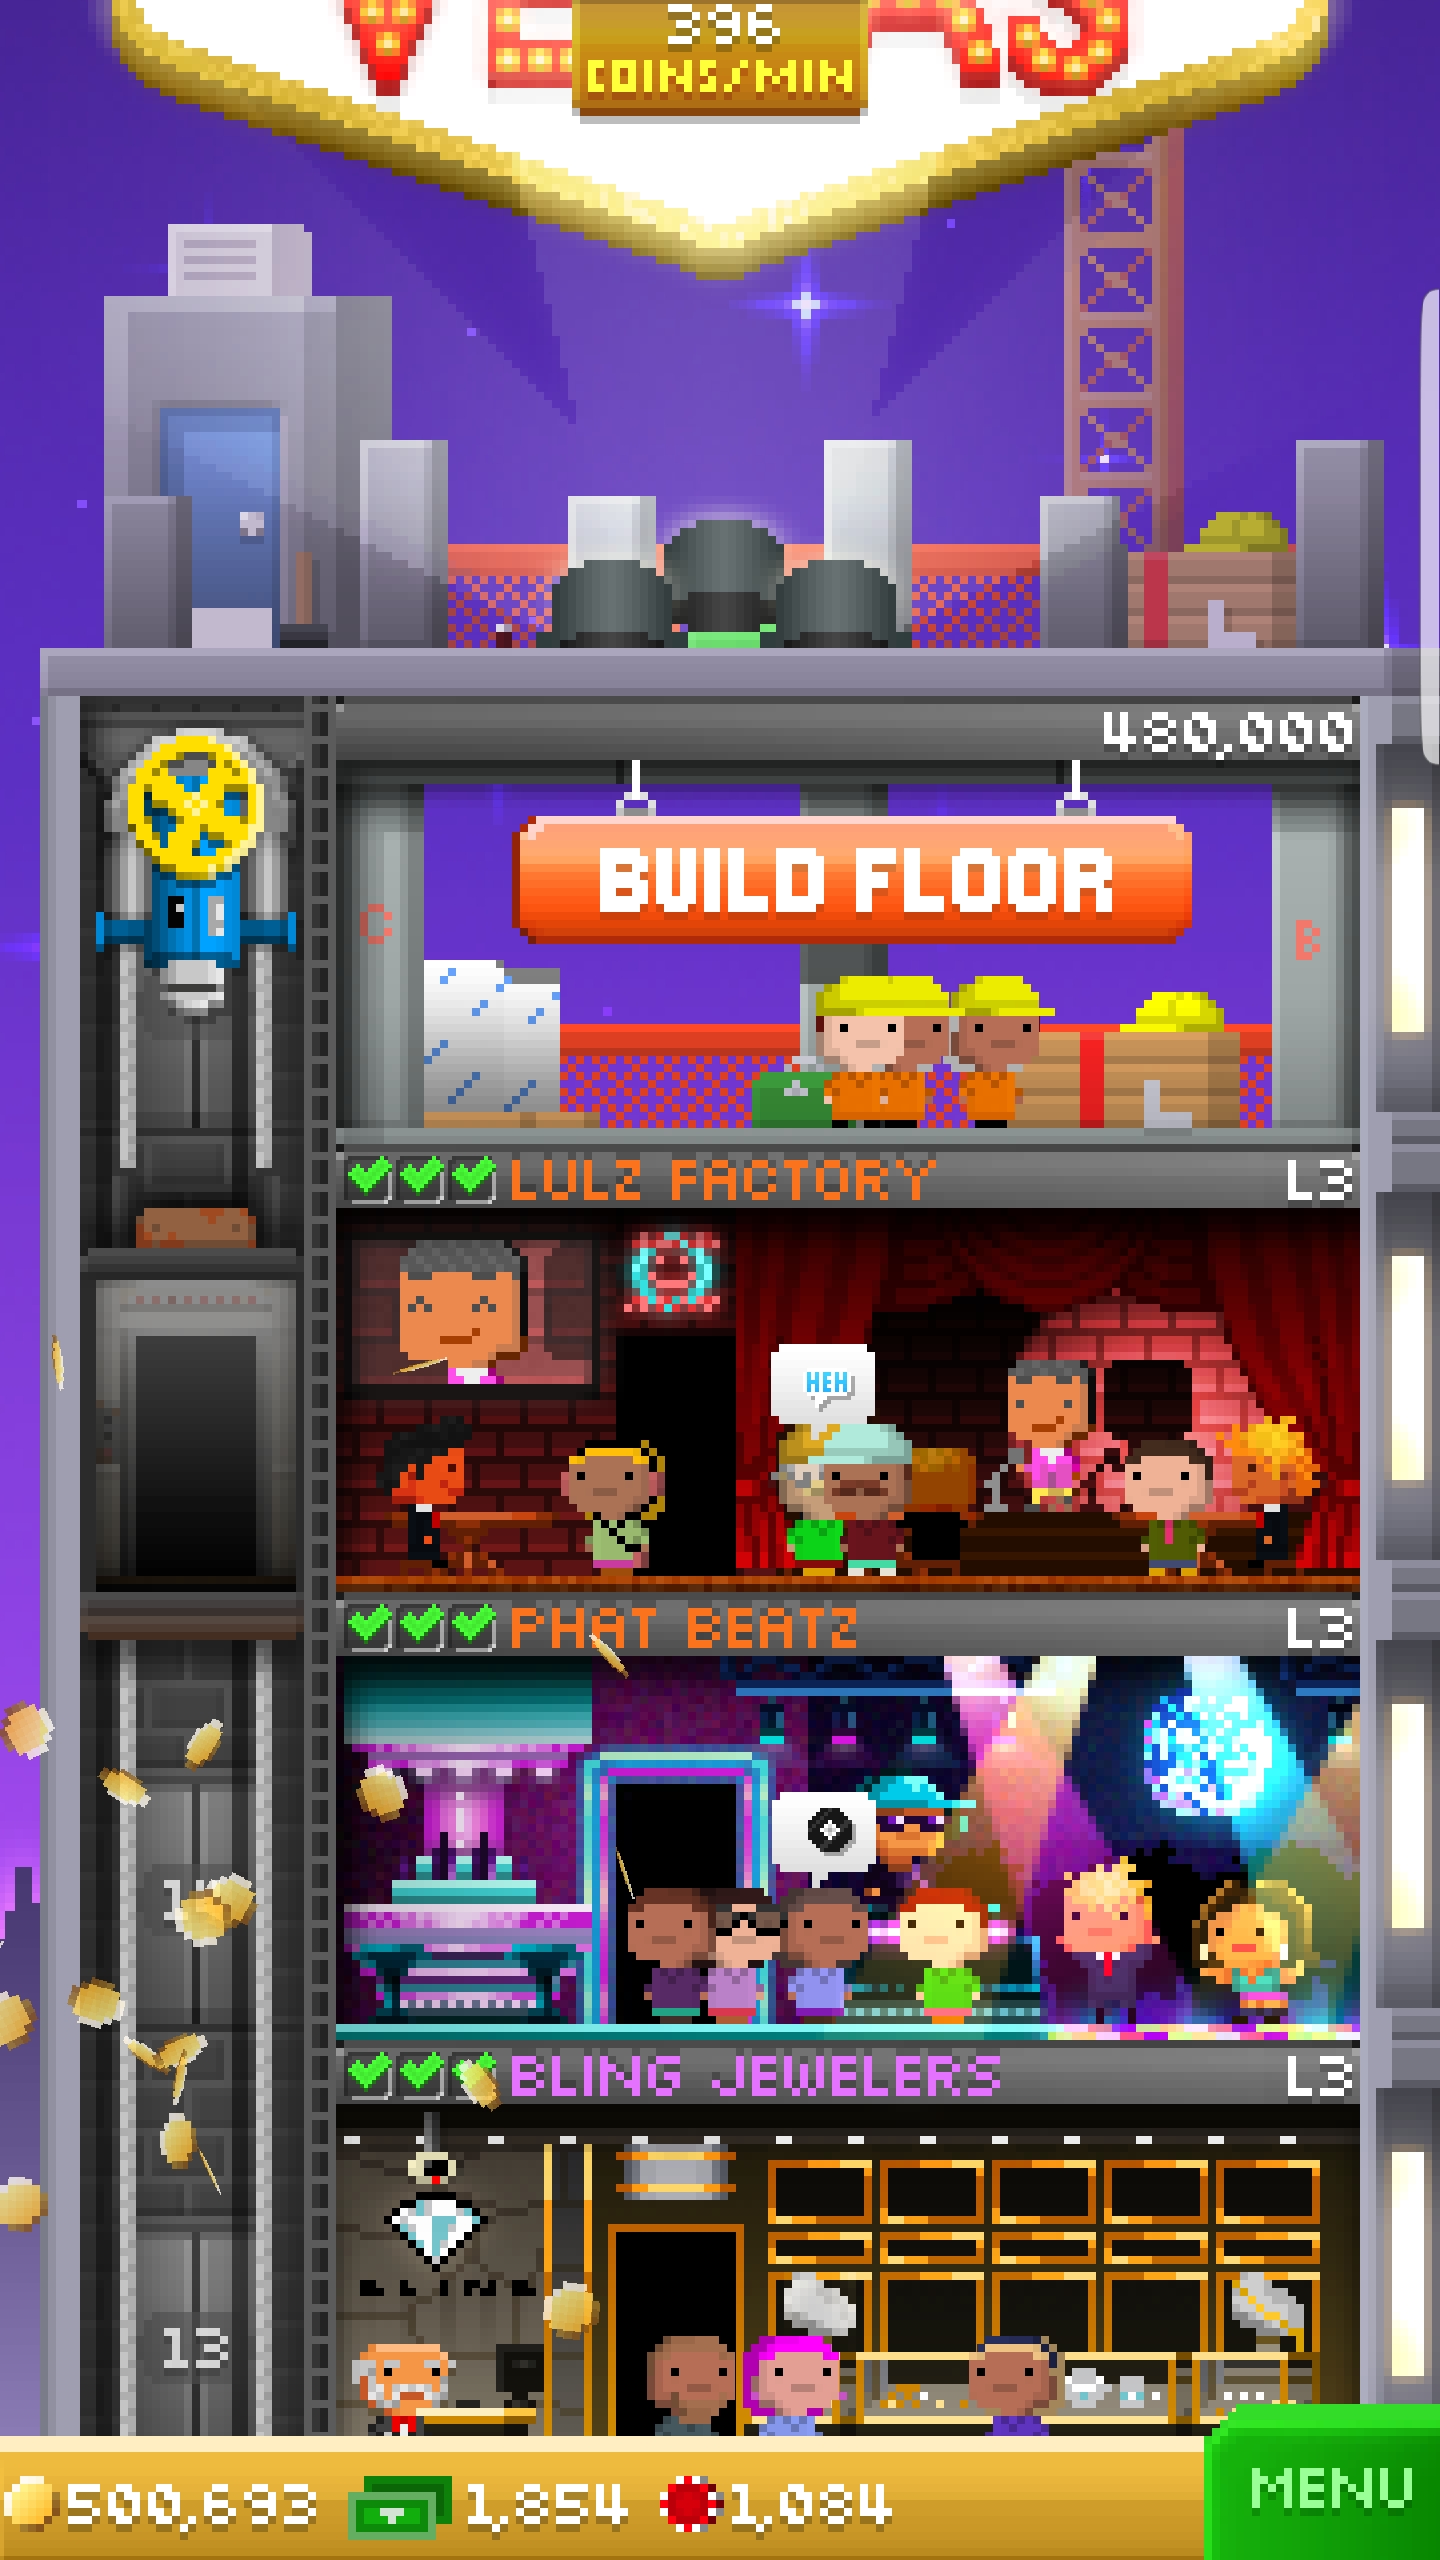 396
COINS/MIN
480,000
BUILD FLOOR
C
B
LULZ FACTORY L3
HEH
PHAT BEATZ L3
BLING JEWELERS L3
BLING
13
500,693 1,854 1,084
MENU